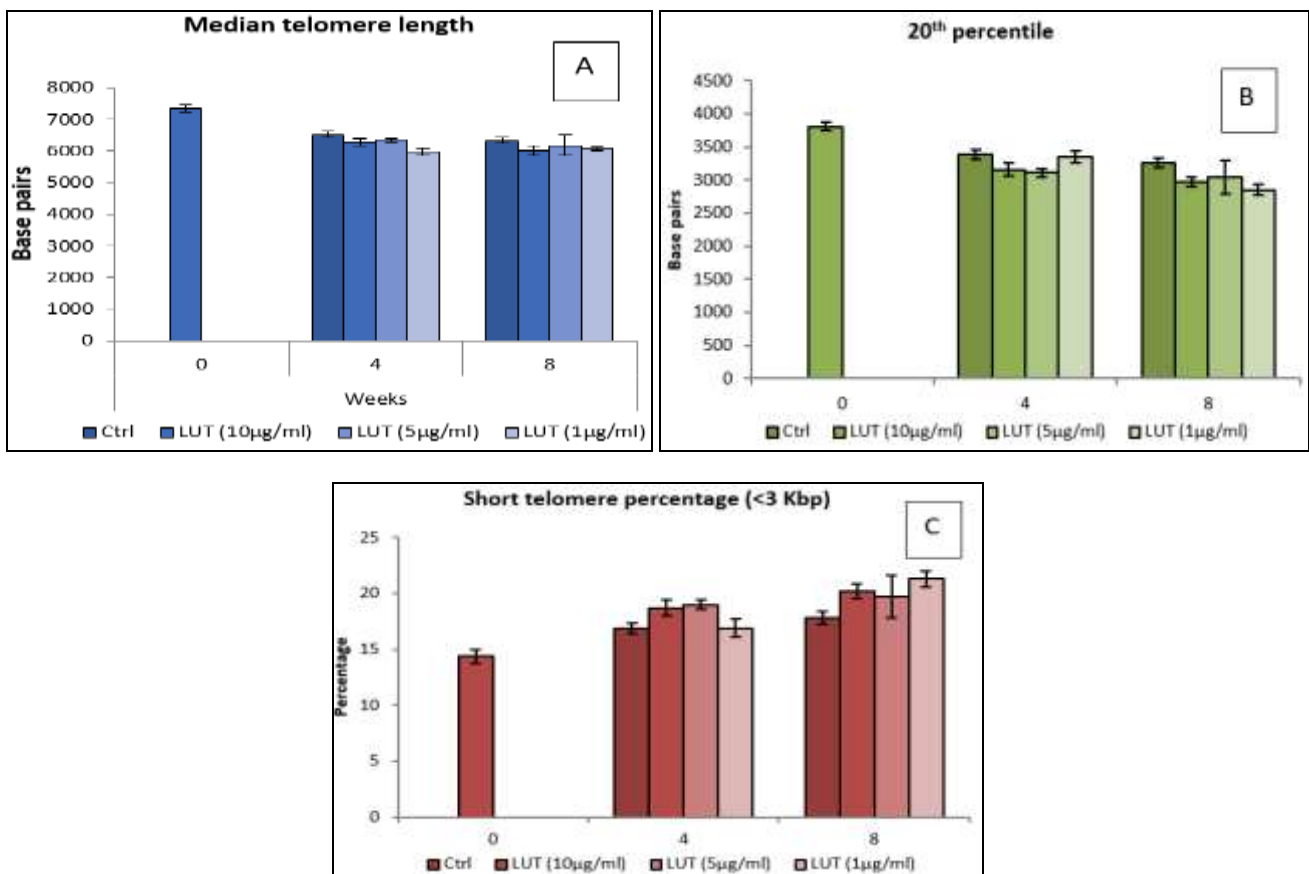 Median telomere length
A
Base pairs
8000
7000
6000
5000
4000
3000
2000
1000
0
0 4 8
Weeks
Ctrl LUT (10µg/ml) LUT (5µg/ml) LUT (1µg/ml)
20th percentile
B
Base pairs
4500
4000
3500
3000
2500
2000
1500
1000
500
0
0 4 8
Ctrl LUT (10µg/ml) LUT (5µg/ml) LUT (1µg/ml)
Short telomere percentage (<3 Kbp)
C
Percentage
25
20
15
10
5
0
0 4 8
Ctrl LUT (10µg/ml) LUT (5µg/ml) LUT (1µg/ml)